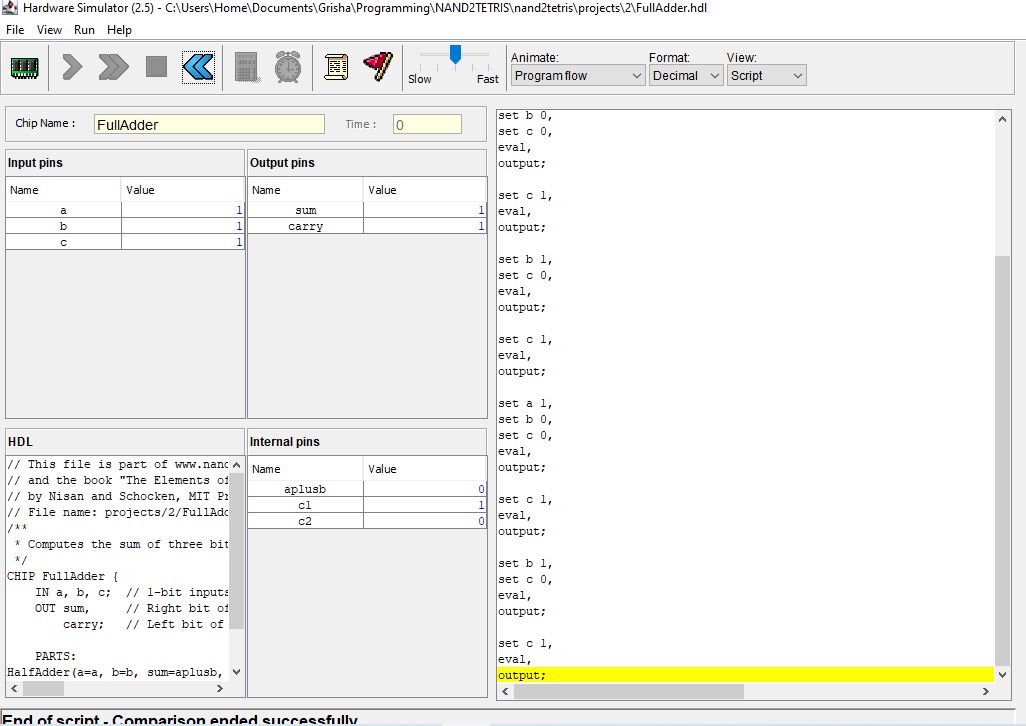 Hardware Simulator (2.5) - C:\Users\Home\Documents\Grisha\Programming\NAND2TETRIS\nand2tetris\projects\2\FullAdder.hdl
File View Run Help
Slow Fast
Animate:
Program flow
Format:
Decimal
View:
Script
Chip Name :
FullAdder
Time :
0
Input pins
Name Value
a 1
b 1
c 1
Output pins
Name Value
sum 1
carry 1
HDL
// This file is part of www.nand
// and the book "The Elements of
// by Nisan and Schocken, MIT Pr
// File name: projects/2/FullAdd
/**
* Computes the sum of three bit
*/
CHIP FullAdder {
IN a, b, c;  // 1-bit inputs
OUT sum,     // Right bit of
carry;   // Left bit of
PARTS:
HalfAdder(a=a, b=b, sum=aplusb,
Internal pins
Name Value
aplusb 0
c1 1
c2 0
set b 0,
set c 0,
eval,
output;
set c 1,
eval,
output;
set b 1,
set c 0,
eval,
output;
set c 1,
eval,
output;
set a 1,
set b 0,
set c 0,
eval,
output;
set c 1,
eval,
output;
set b 1,
set c 0,
eval,
output;
set c 1,
eval,
output;
End of script - Comparison ended successfully